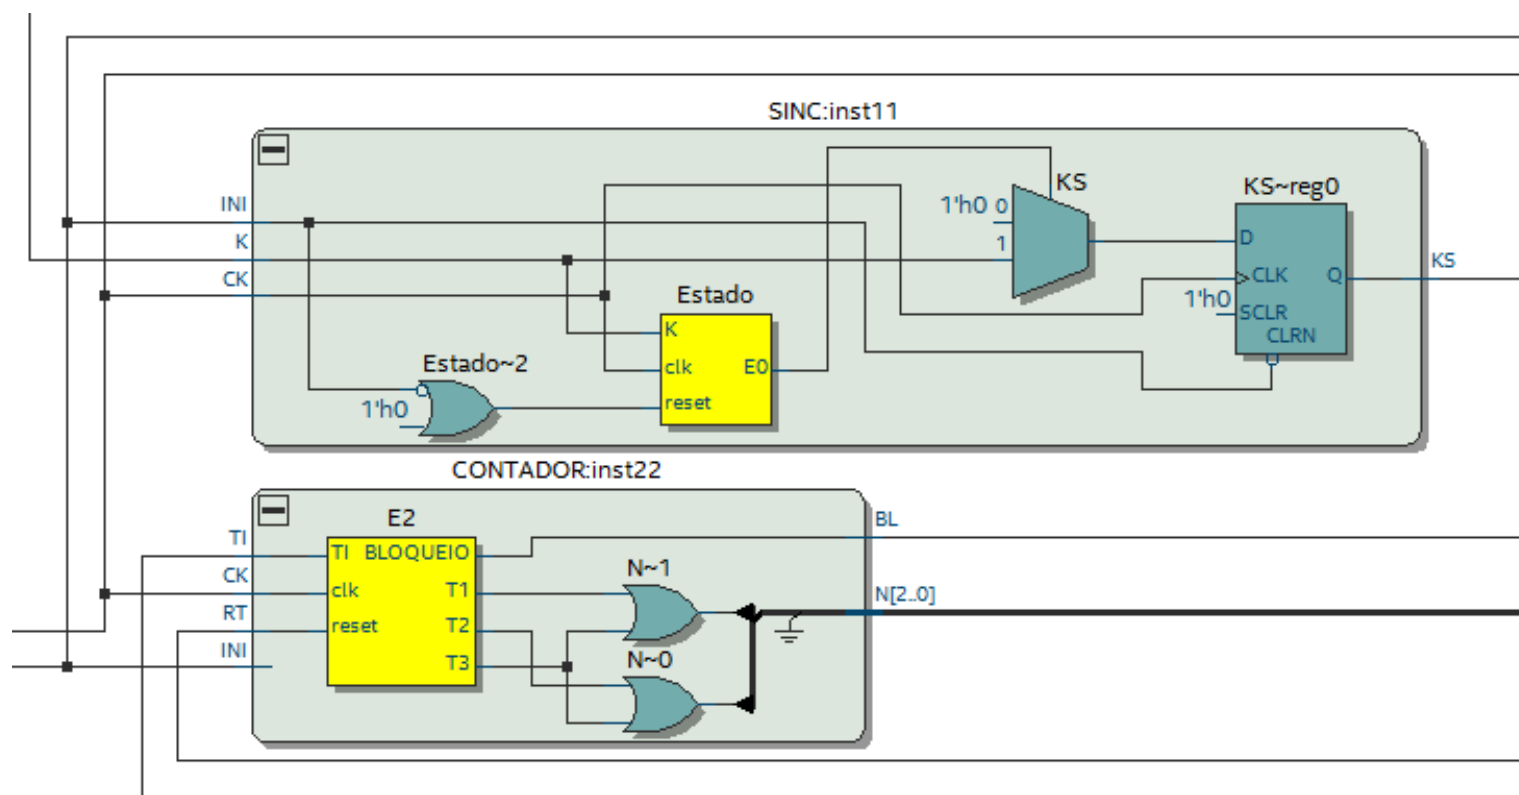 SINC:inst11
INI
K
CK
1'h0 0
1
KS
KS~reg0
D
CLK
1'h0
SCLR
CLRN
Q
KS
Estado
K
clk
reset
E0
Estado~2
1'h0
CONTADOR:inst22
TI
CK
RT
INI
E2
TI BLOQUEIO
clk T1
reset T2
T3
N~1
N~0
BL
N[2..0]